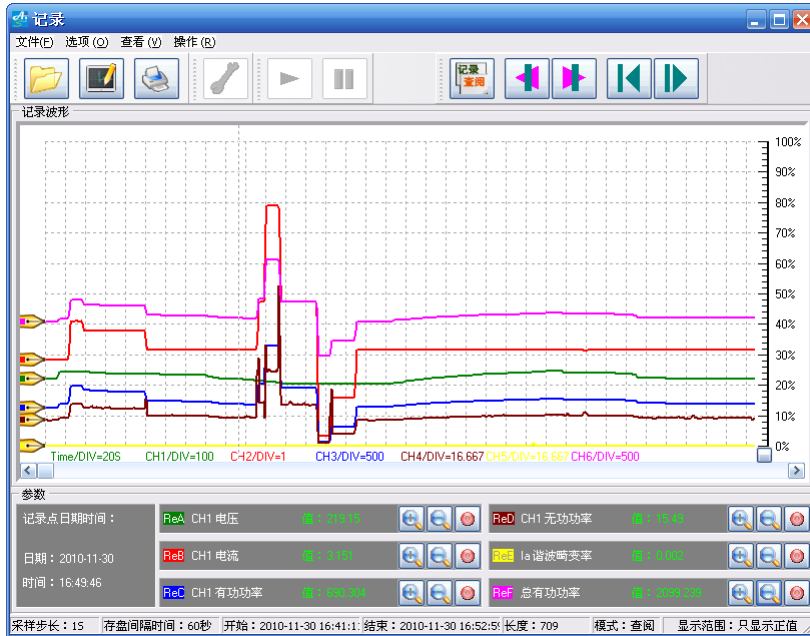 记录
文件(F) 选项(O) 查看(V) 操作(R)
记录
查阅
记录波形
100%
90%
80%
70%
60%
50%
40%
30%
20%
10%
0%
Time/DIV=20S CH1/DIV=100 CH2/DIV=1 CH3/DIV=500 CH4/DIV=16.667 CH5/DIV=16.667 CH6/DIV=500
参数
记录点日期时间：
日期：2010-11-30
时间：16:49:46
ReA CH1 电压 值：219.15
ReD CH1 无功功率 值：15.49
ReB CH1 电流 值：3.151
ReE Ia谐波畸变率 值：0.002
ReC CH1 有功功率 值：690.304
ReF 总有功功率 值：2099.239
采样步长：15 存盘间隔时间：60秒 开始：2010-11-30 16:41:1 结束：2010-11-30 16:52:5 长度：709 模式：查阅 显示范围：只显示正值